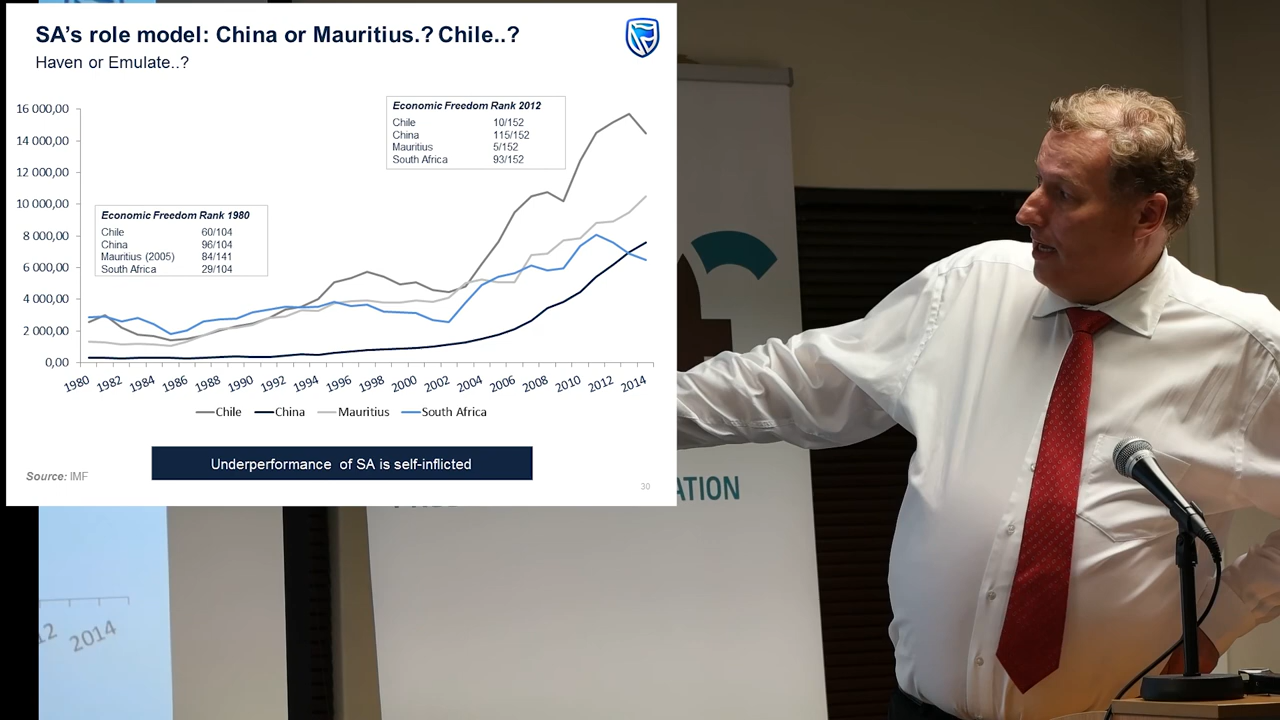 SA’s role model: China or Mauritius.? Chile..?
Haven or Emulate..?
16 000,00
14 000,00
12 000,00
10 000,00
8 000,00
6 000,00
4 000,00
2 000,00
0,00
Economic Freedom Rank 2012
Chile 10/152
China 115/152
Mauritius 5/152
South Africa 93/152
Economic Freedom Rank 1980
Chile 60/104
China 96/104
Mauritius (2005) 84/141
South Africa 29/104
1980 1982 1984 1986 1988 1990 1992 1994 1996 1998 2000 2002 2004 2006 2008 2010 2012 2014
Chile China Mauritius South Africa
Underperformance of SA is self-inflicted
Source: IMF
30
ATION
12 2014